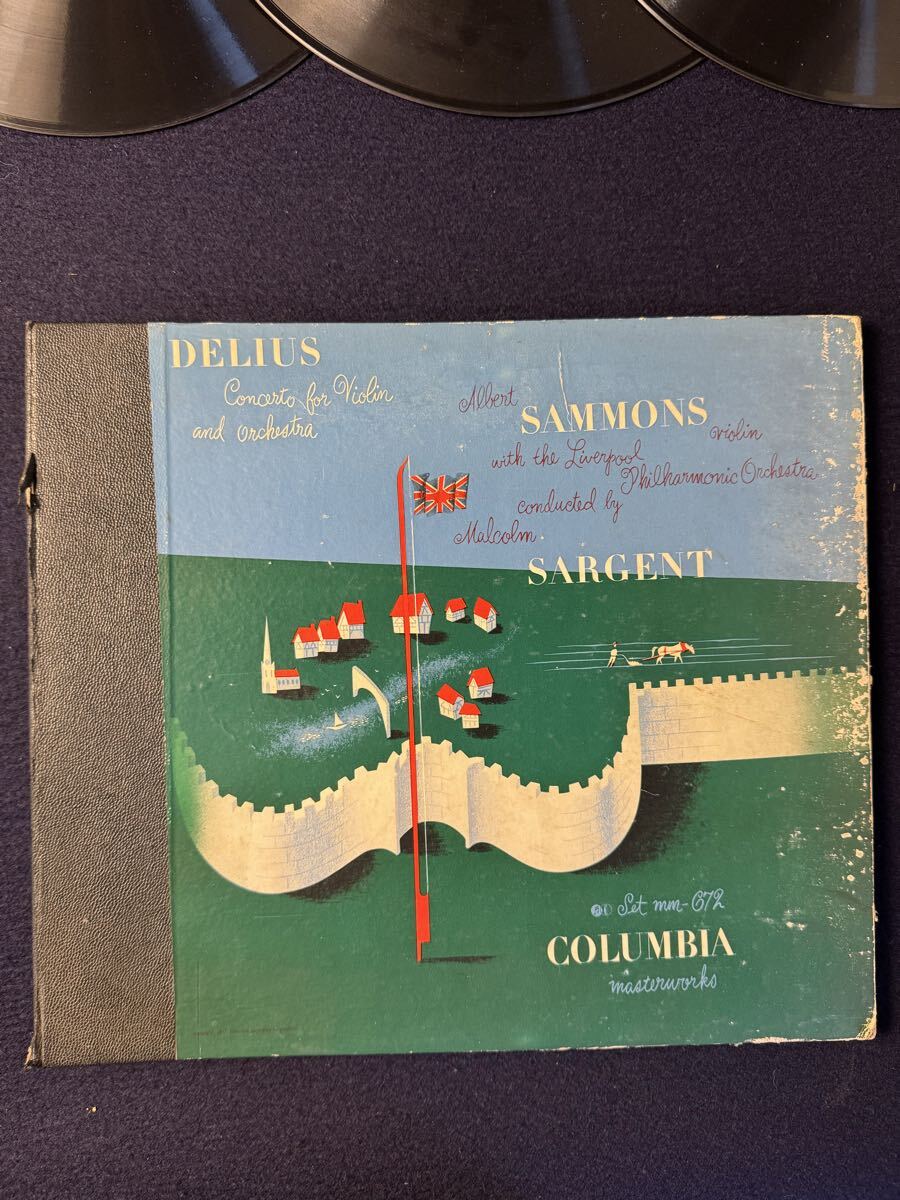 DELIUS
Concerto for Violin
and Orchestra
Albert
SAMMONS
violin
with the Liverpool
Philharmonic Orchestra
conducted by
Malcolm
SARGENT
Set mm-672
COLUMBIA
masterworks